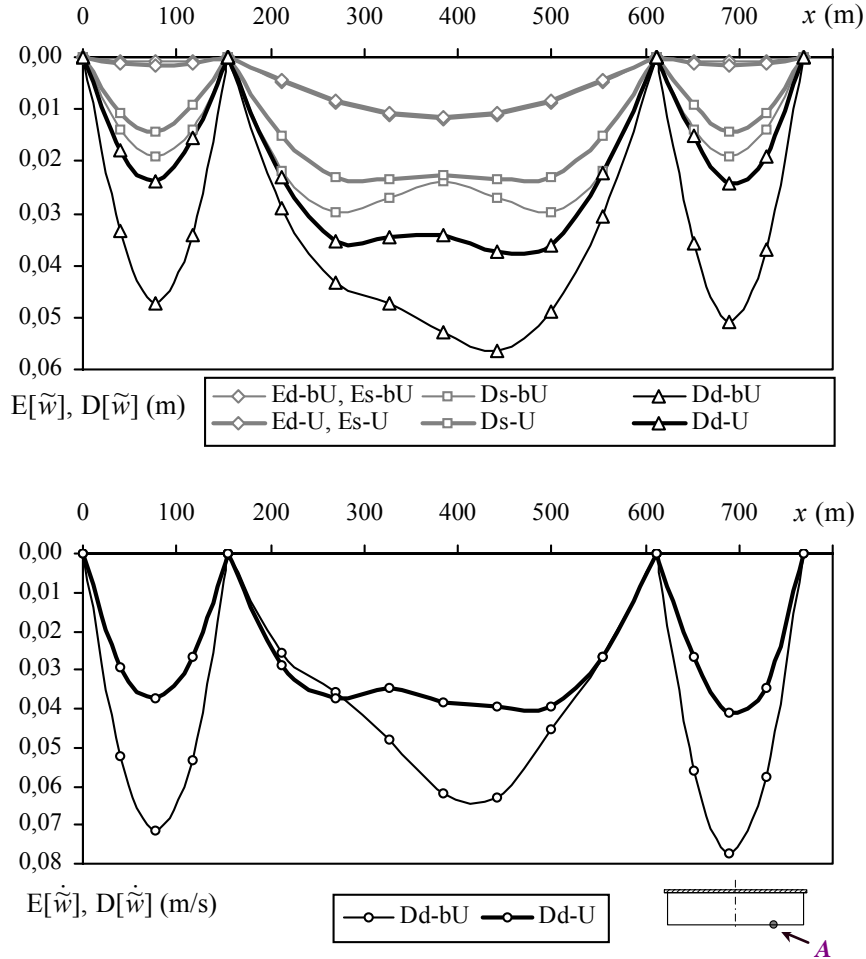 0 100 200 300 400 500 600 700 x (m)
0,00
0,01
0,02
0,03
0,04
0,05
0,06
E[w̃], D[w̃] (m)
Ed-bU, Es-bU Ds-bU Dd-bU
Ed-U, Es-U Ds-U Dd-U
0 100 200 300 400 500 600 700 x (m)
0,00
0,01
0,02
0,03
0,04
0,05
0,06
0,07
0,08
E[w̃̇], D[w̃̇] (m/s)
Dd-bU Dd-U
A